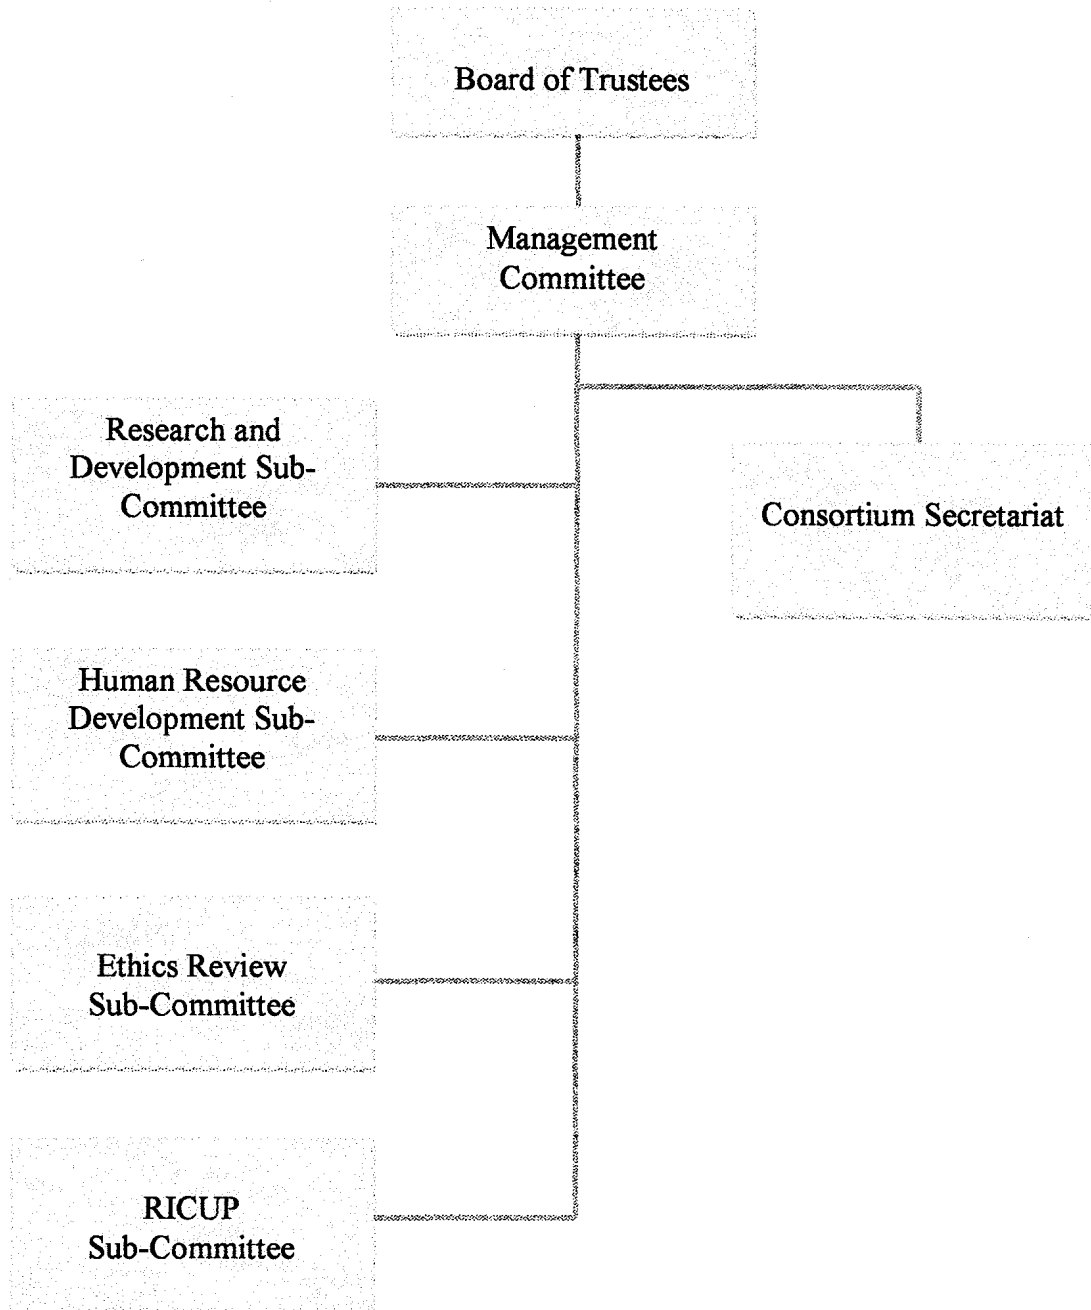 Board of Trustees
Management
Committee
Research and
Development Sub-
Committee
Consortium Secretariat
Human Resource
Development Sub-
Committee
Ethics Review
Sub-Committee
RICUP
Sub-Committee